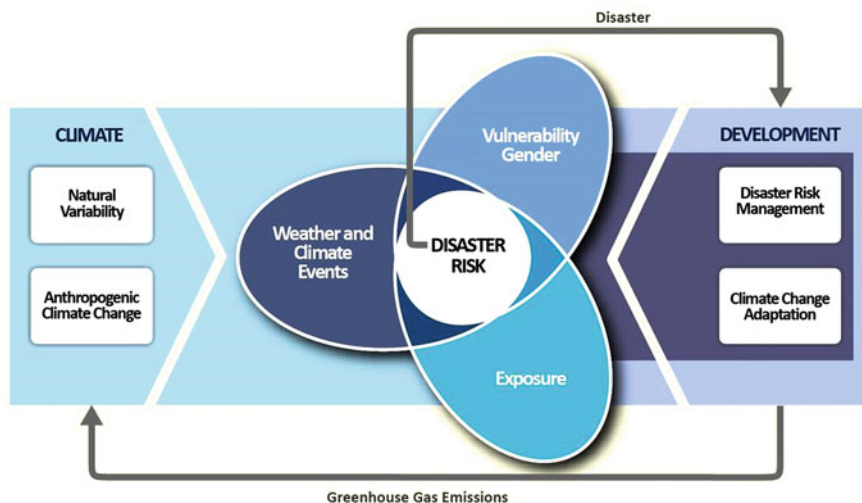 Disaster
CLIMATE
Natural
Variability
Anthropogenic
Climate Change
Weather and
Climate
Events
Vulnerability
Gender
DISASTER
RISK
Exposure
DEVELOPMENT
Disaster Risk
Management
Climate Change
Adaptation
Greenhouse Gas Emissions